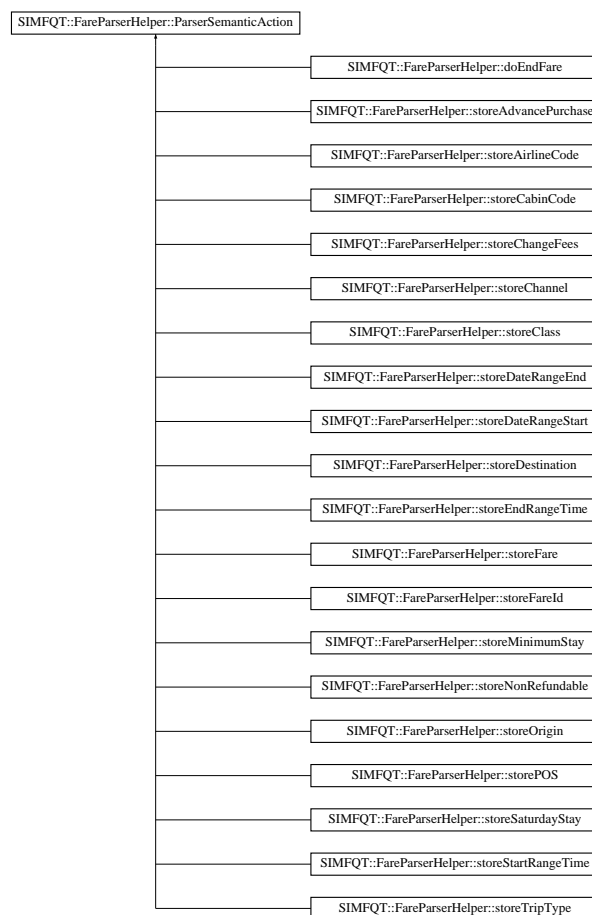 SIMFQT::FareParserHelper::ParserSemanticAction
SIMFQT::FareParserHelper::doEndFare
SIMFQT::FareParserHelper::storeAdvancePurchase
SIMFQT::FareParserHelper::storeAirlineCode
SIMFQT::FareParserHelper::storeCabinCode
SIMFQT::FareParserHelper::storeChangeFees
SIMFQT::FareParserHelper::storeChannel
SIMFQT::FareParserHelper::storeClass
SIMFQT::FareParserHelper::storeDateRangeEnd
SIMFQT::FareParserHelper::storeDateRangeStart
SIMFQT::FareParserHelper::storeDestination
SIMFQT::FareParserHelper::storeEndRangeTime
SIMFQT::FareParserHelper::storeFare
SIMFQT::FareParserHelper::storeFareId
SIMFQT::FareParserHelper::storeMinimumStay
SIMFQT::FareParserHelper::storeNonRefundable
SIMFQT::FareParserHelper::storeOrigin
SIMFQT::FareParserHelper::storePOS
SIMFQT::FareParserHelper::storeSaturdayStay
SIMFQT::FareParserHelper::storeStartRangeTime
SIMFQT::FareParserHelper::storeTripType